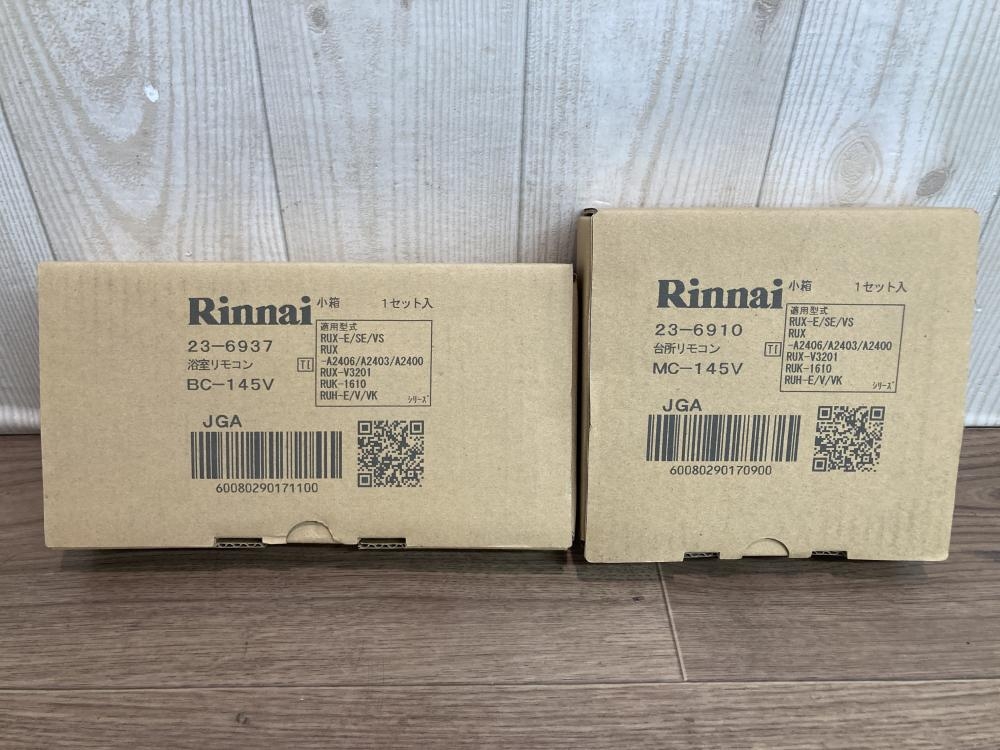 Rinnai 小箱 1セット入
23-6937
浴室リモコン
BC-145V
T1
適用型式
RUX-E/SE/VS
RUX
-A2406/A2403/A2400
RUX-V3201
RUK-1610
RUH-E/V/VK
シリーズ
JGA
60080290171100
Rinnai 小箱 1セット入
23-6910
台所リモコン
MC-145V
T1
適用型式
RUX-E/SE/VS
RUX
-A2406/A2403/A2400
RUX-V3201
RUK-1610
RUH-E/V/VK
シリーズ
JGA
60080290170900